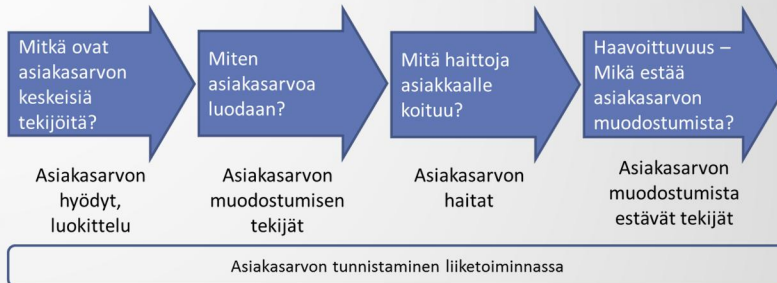 Mitkä ovat
asiakasarvon
keskeisiä
tekijöitä?
Miten
asiakasarvoa
luodaan?
Mitä haittoja
asiakkaalle
koituu?
Haavoittuvuus –
Mikä estää
asiakasarvon
muodostumista?
Asiakasarvon
hyödyt,
luokittelu
Asiakasarvon
muodostumisen
tekijät
Asiakasarvon
haitat
Asiakasarvon
muodostumista
estävät tekijät
Asiakasarvon tunnistaminen liiketoiminnassa